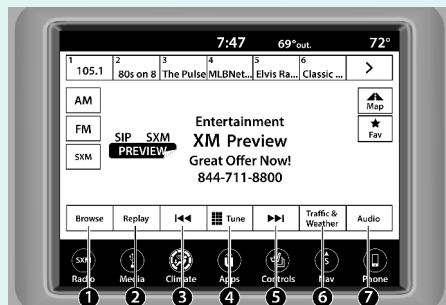 7:47 69° out. 72°
1 105.1 2 80s on 8 3 The Pulse 4 MLBNet... 5 Elvis Ra... 6 Classic ... >
AM
Map
FM
Fav
SXM
SIP SXM
PREVIEW
Entertainment
XM Preview
Great Offer Now!
844-711-8800
Browse Replay Tune Traffic & Weather Audio
SXM
S
Radio Media Climate Apps Controls Nav Phone
1 2 3 4 5 6 7